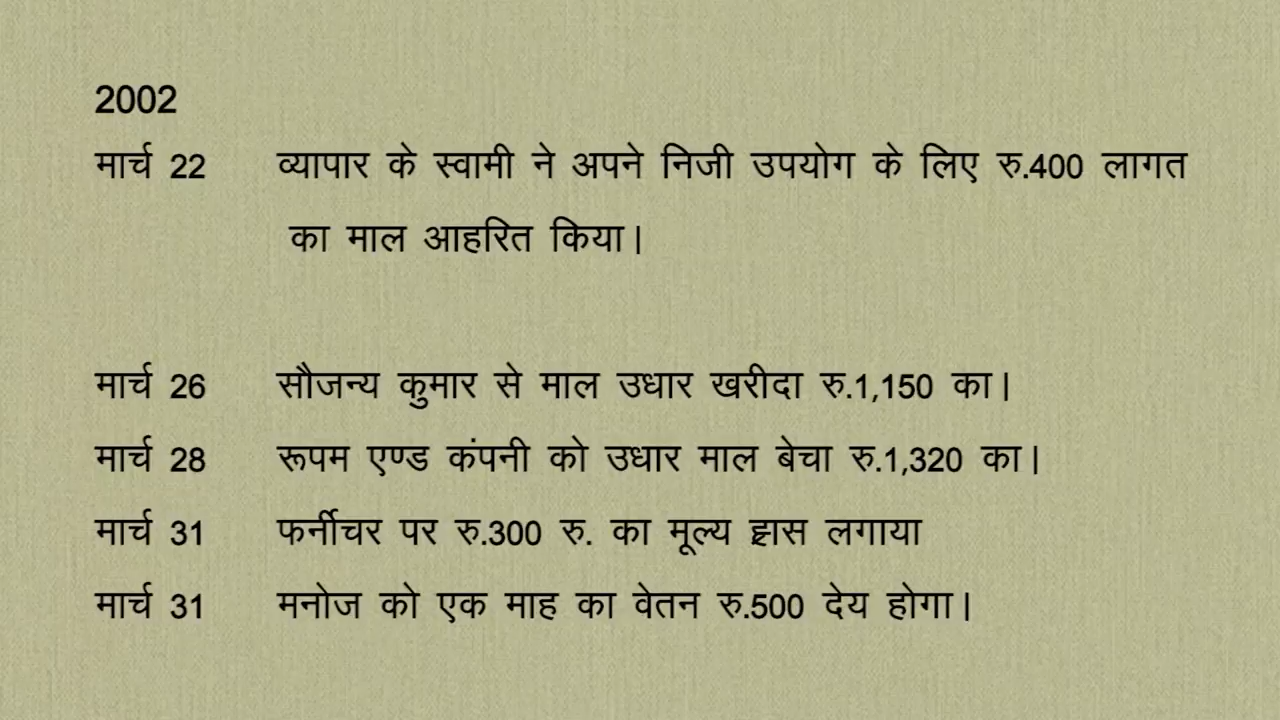 2002
मार्च 22 व्यापार के स्वामी ने अपने निजी उपयोग के लिए रु.400 लागत
का माल आहरित किया।
मार्च 26 सौजन्य कुमार से माल उधार खरीदा रु.1,150 का।
मार्च 28 रूपम एण्ड कंपनी को उधार माल बेचा रु.1,320 का।
मार्च 31 फर्नीचर पर रु.300 रु. का मूल्य ह्रास लगाया
मार्च 31 मनोज को एक माह का वेतन रु.500 देय होगा।